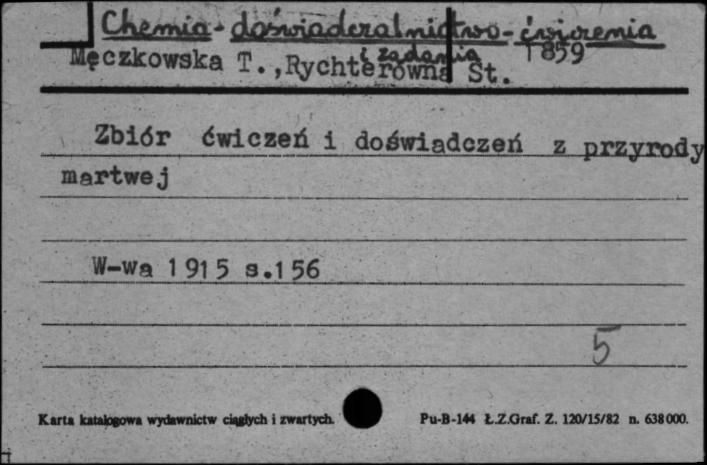 Chemia - doświadczalnictwo - ćwiczenia
i zadania
T 859
Męczkowska T.,Rychterówna St.
Zbiór ćwiczeń i doświadczeń z przyrody
martwej
W-wa 1915 s.156
5
Karta katalogowa wydawnictw ciągłych i zwartych.
Pu-B-144 Ł.Z.Graf. Z. 120/15/82 n. 638 000.